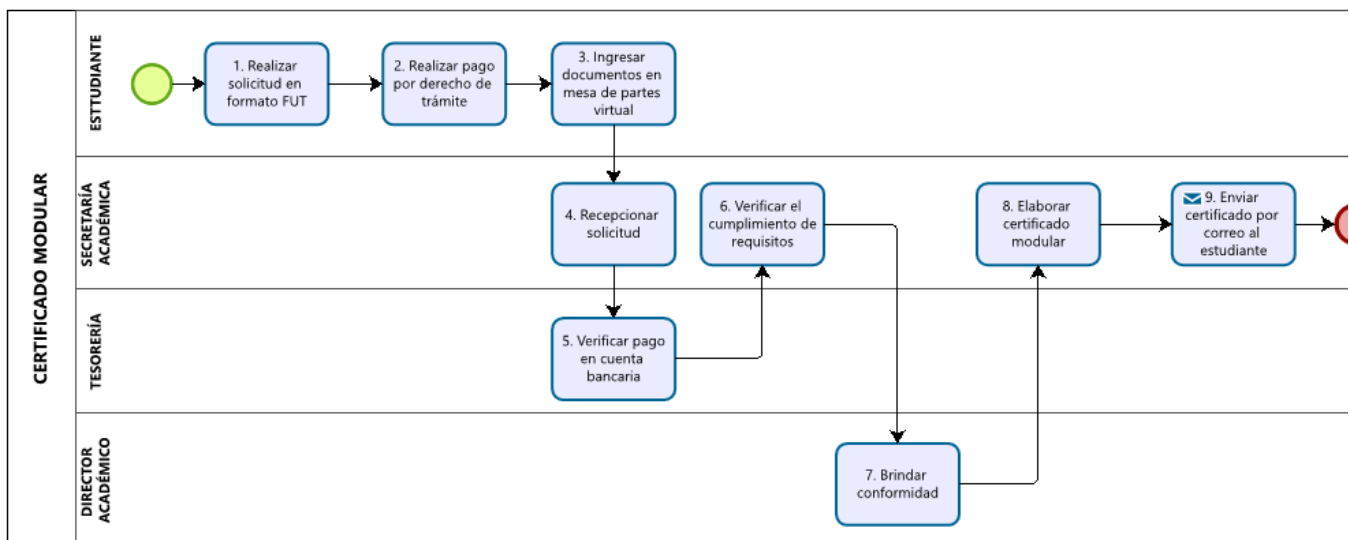 CERTIFICADO MODULAR
ESTTUDIANTE
1. Realizar
solicitud en
formato FUT
2. Realizar pago
por derecho de
trámite
3. Ingresar
documentos en
mesa de partes
virtual
SECRETARÍA
ACADÉMICA
4. Recepcionar
solicitud
6. Verificar el
cumplimiento de
requisitos
8. Elaborar
certificado
modular
9. Enviar
certificado por
correo al
estudiante
TESORERÍA
5. Verificar pago
en cuenta
bancaria
DIRECTOR
ACADÉMICO
7. Brindar
conformidad